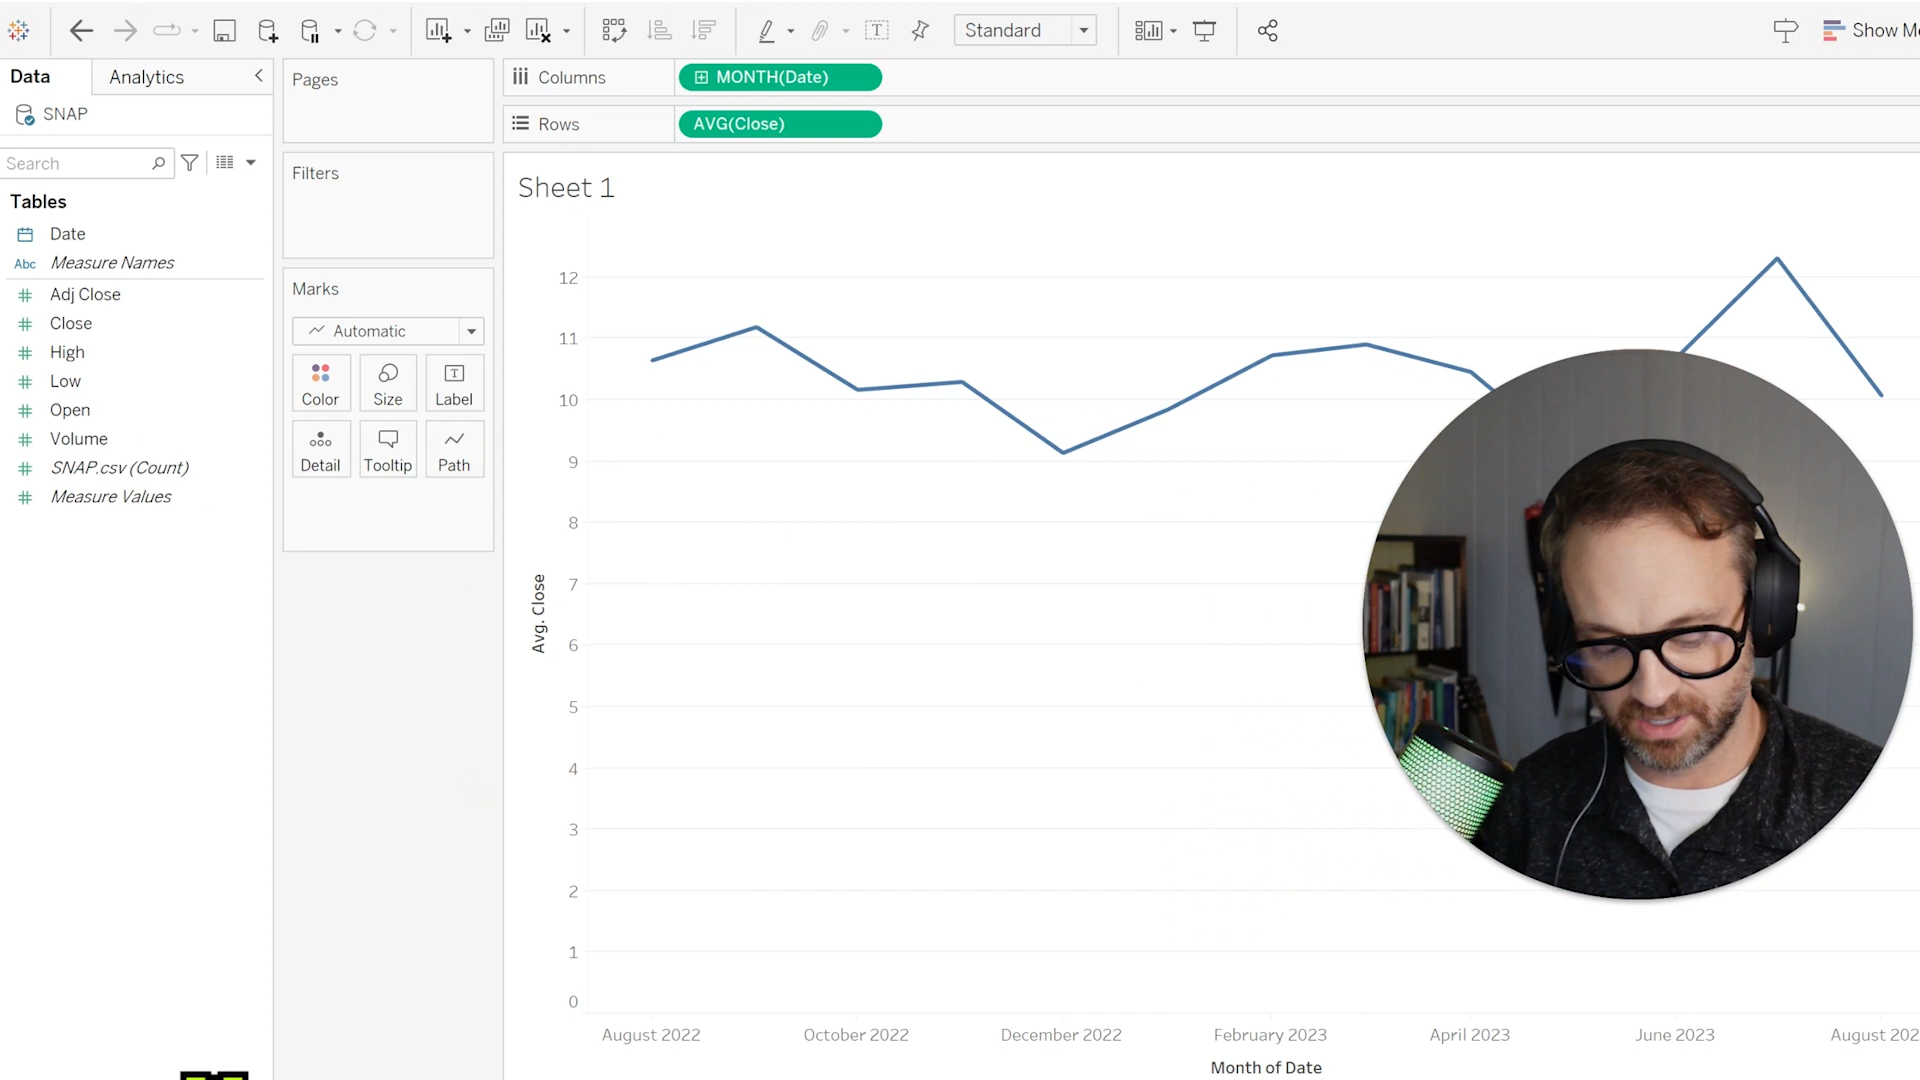 Standard
Show Me
Data
Analytics
SNAP
Search
Tables
Date
Abc Measure Names
Adj Close
Close
High
Low
Open
Volume
SNAP.csv (Count)
Measure Values
Pages
Filters
Marks
Automatic
Color
Size
Label
Detail
Tooltip
Path
Columns
MONTH(Date)
Rows
AVG(Close)
Sheet 1
12
11
10
9
8
7
6
5
4
3
2
1
0
Avg. Close
August 2022
October 2022
December 2022
February 2023
April 2023
June 2023
August 202
Month of Date